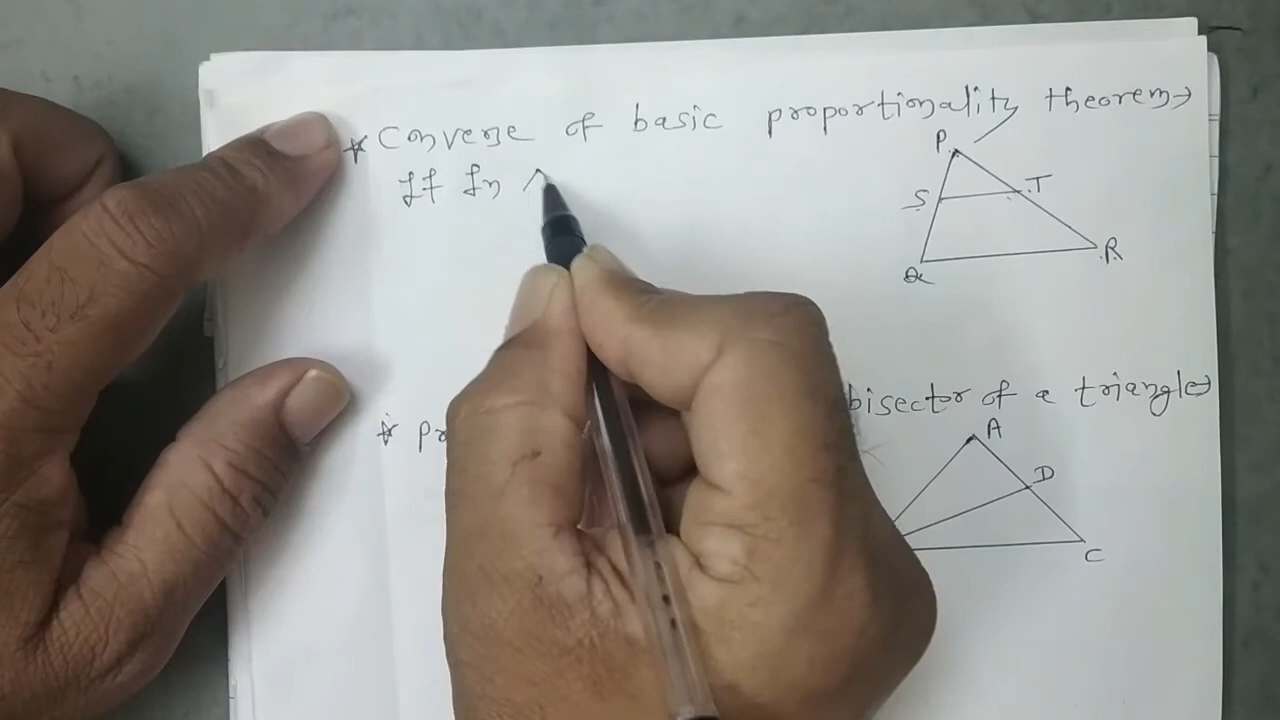 * Converse of basic proportionality theorem→
If In △
P
S T
Q R
* Pr bisector of a triangle→
A
D
C